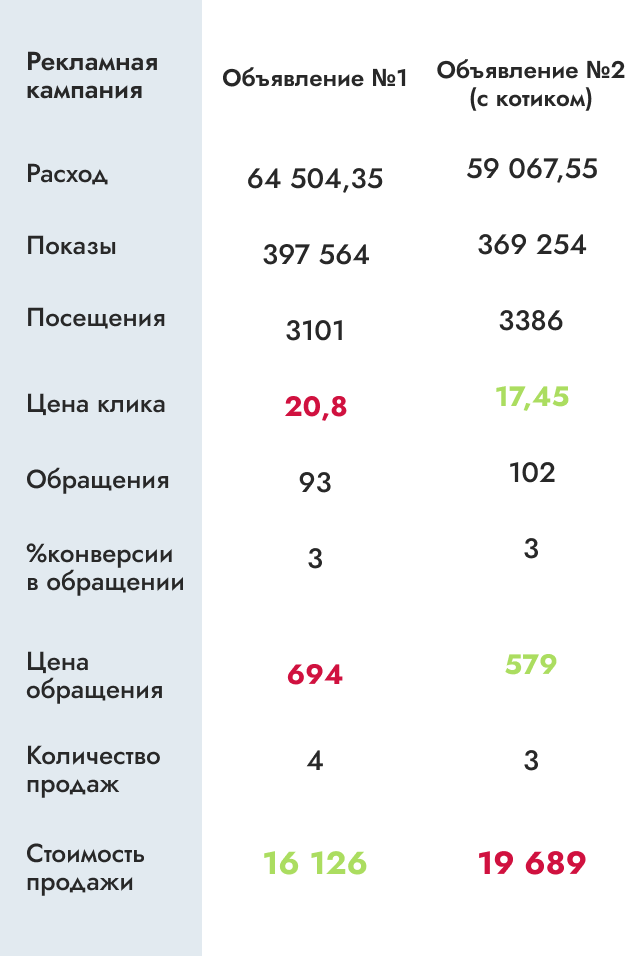 Рекламная
кампания
Объявление №1
Объявление №2
(с котиком)
Расход
64 504,35
59 067,55
Показы
397 564
369 254
Посещения
3101
3386
Цена клика
20,8
17,45
Обращения
93
102
%конверсии
в обращении
3
3
Цена
обращения
694
579
Количество
продаж
4
3
Стоимость
продажи
16 126
19 689